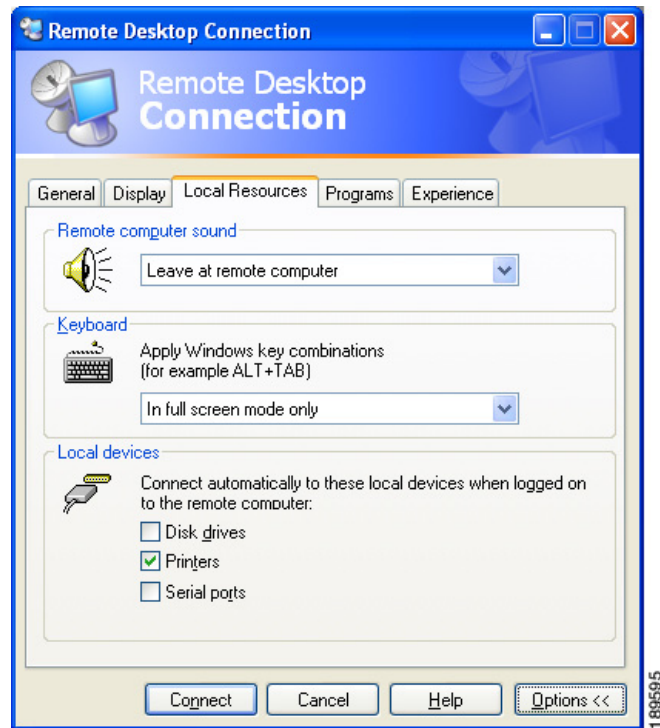 Remote Desktop Connection
Remote Desktop
Connection
General
Display
Local Resources
Programs
Experience
Remote computer sound
Leave at remote computer
Keyboard
Apply Windows key combinations
(for example ALT+TAB)
In full screen mode only
Local devices
Connect automatically to these local devices when logged on
to the remote computer:
Disk drives
Printers
Serial ports
Connect
Cancel
Help
Options <<
189595